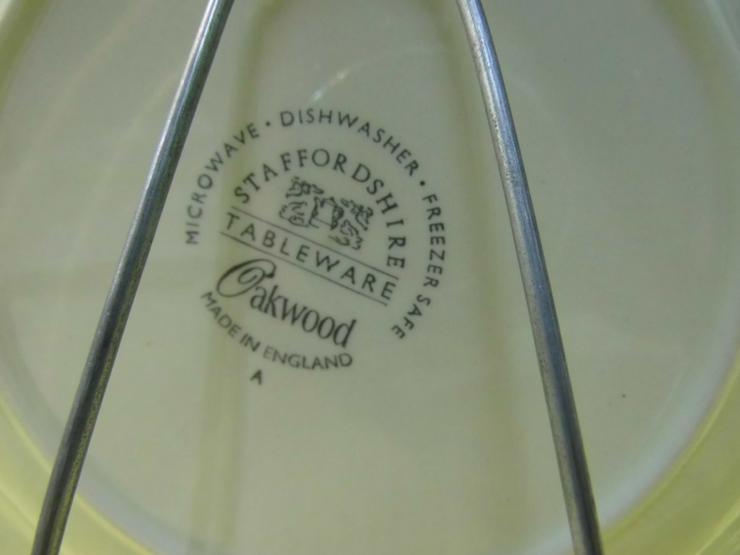 MICROWAVE · DISHWASHER · FREEZER SAFE
STAFFORDSHIRE
TABLEWARE
Oakwood
MADE IN ENGLAND
A